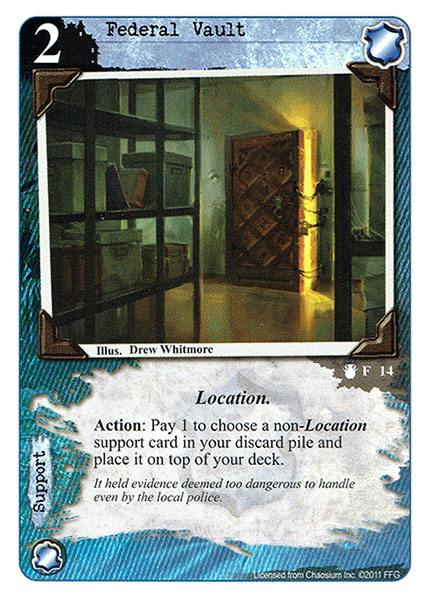 2
Federal Vault
Illus. Drew Whitmore
F 14
Location.
Action: Pay 1 to choose a non-Location
support card in your discard pile and
place it on top of your deck.
It held evidence deemed too dangerous to handle
even by the local police.
Support
Licensed from Chaosium Inc. ©2011 FFG